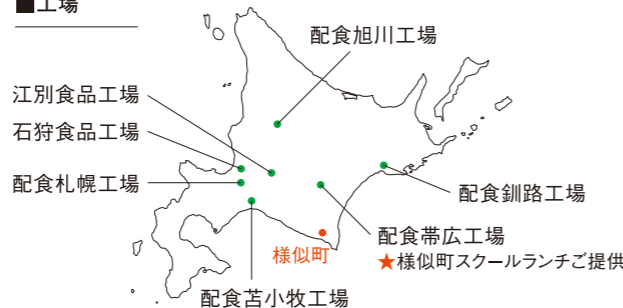 ■工場
配食旭川工場
江別食品工場
石狩食品工場
配食札幌工場
配食釧路工場
配食帯広工場
★様似町スクールランチご提供
様似町
配食苫小牧工場